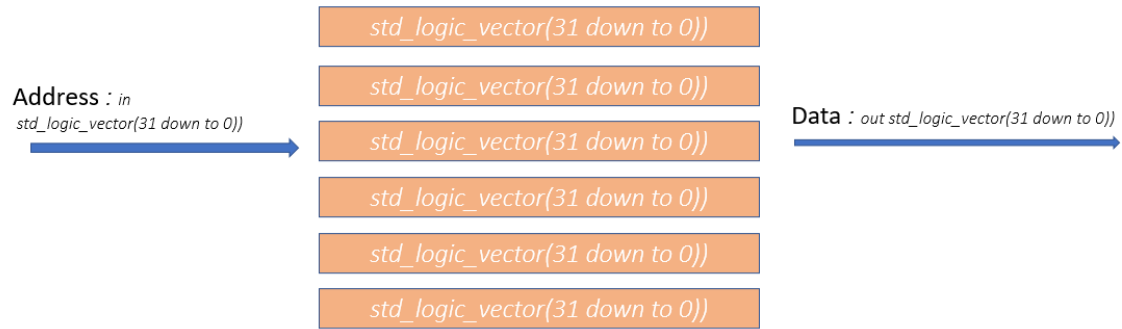 std_logic_vector(31 down to 0))
std_logic_vector(31 down to 0))
Address : in
std_logic_vector(31 down to 0))
std_logic_vector(31 down to 0))
Data : out std_logic_vector(31 down to 0))
std_logic_vector(31 down to 0))
std_logic_vector(31 down to 0))
std_logic_vector(31 down to 0))